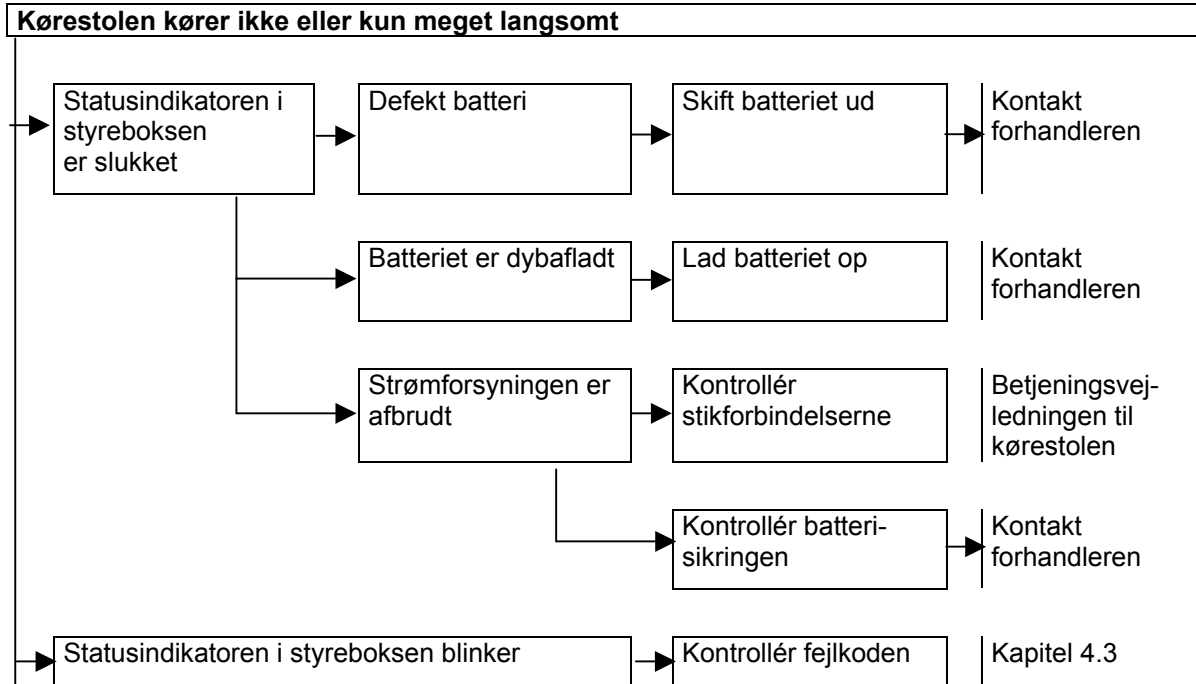 Kørestolen kører ikke eller kun meget langsomt
Statusindikatoren i
styreboksen
er slukket
Defekt batteri
Skift batteriet ud
Kontakt
forhandleren
Batteriet er dybafladt
Lad batteriet op
Kontakt
forhandleren
Strømforsyningen er
afbrudt
Kontrollér
stikforbindelserne
Betjeningsvej-
ledningen til
kørestolen
Kontrollér batteri-
sikringen
Kontakt
forhandleren
Statusindikatoren i styreboksen blinker
Kontrollér fejlkoden
Kapitel 4.3